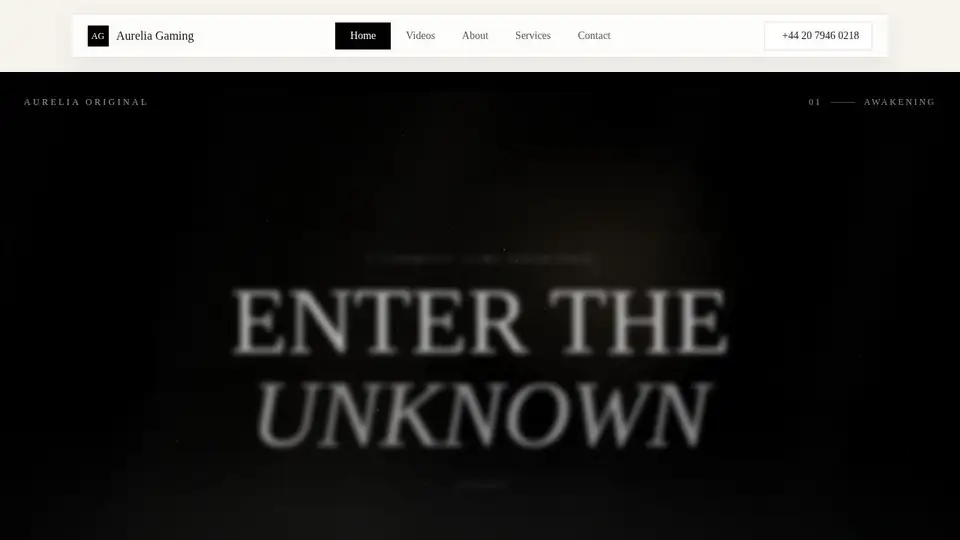 AG Aurelia Gaming Home Videos About Services Contact +44 20 7946 0218
AURELIA ORIGINAL 01 AWAKENING
ENTER THE
UNKNOWN